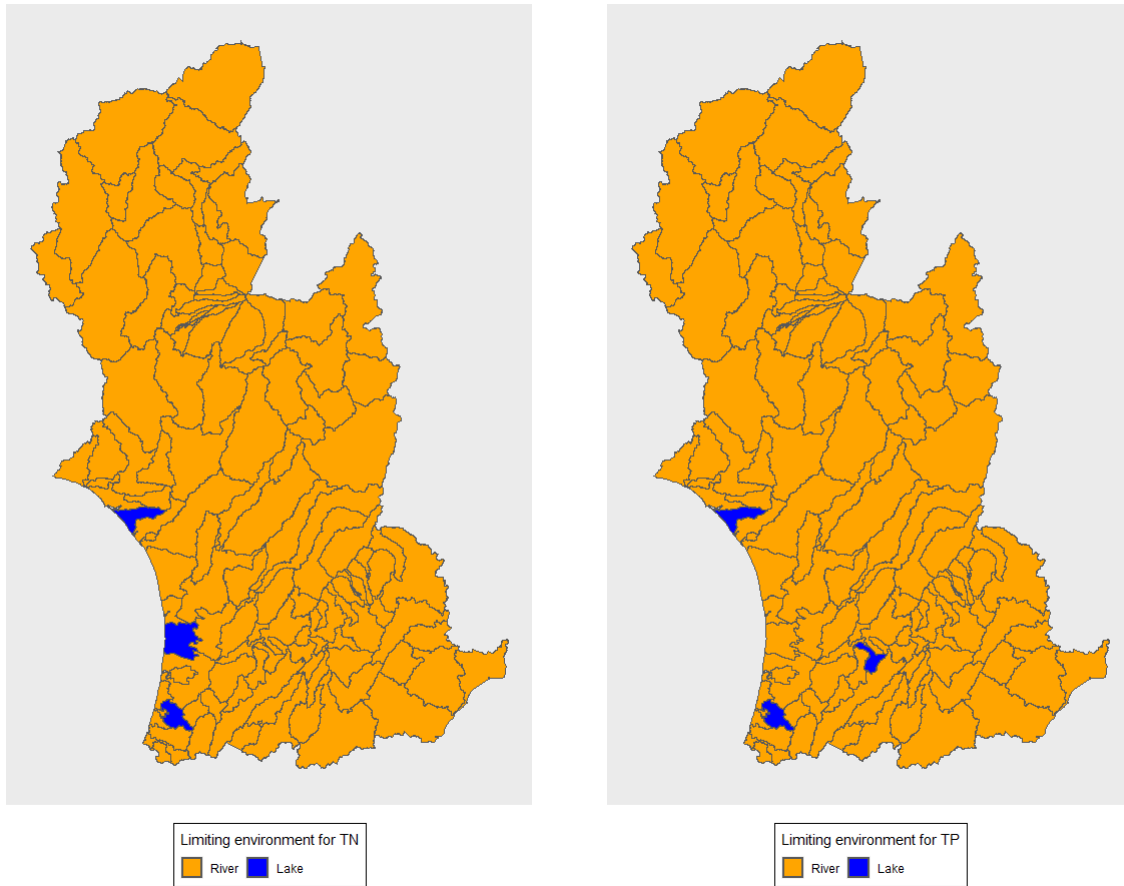 Limiting environment for TN
River Lake
Limiting environment for TP
River Lake